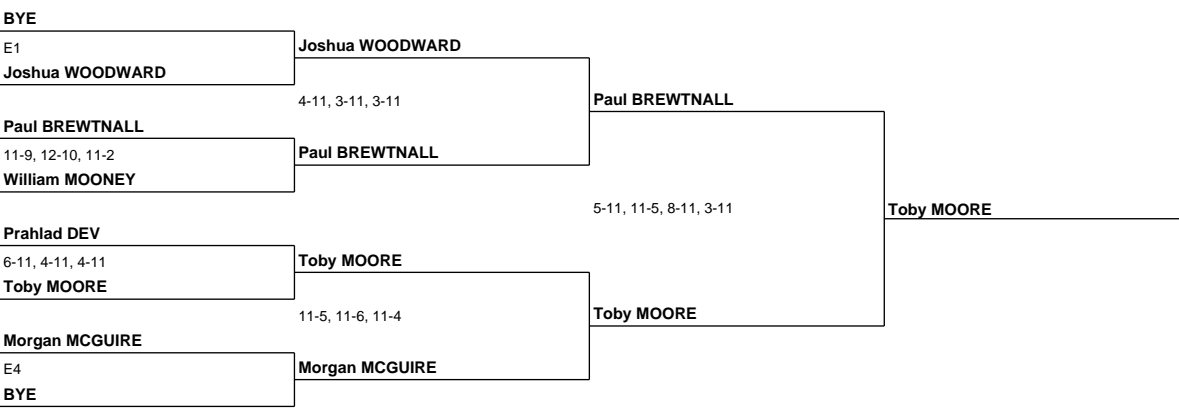 BYE
E1
Joshua WOODWARD
Joshua WOODWARD
4-11, 3-11, 3-11
Paul BREWTNALL
Paul BREWTNALL
11-9, 12-10, 11-2
William MOONEY
Paul BREWTNALL
5-11, 11-5, 8-11, 3-11
Toby MOORE
Prahlad DEV
6-11, 4-11, 4-11
Toby MOORE
Toby MOORE
11-5, 11-6, 11-4
Toby MOORE
Morgan MCGUIRE
E4
BYE
Morgan MCGUIRE